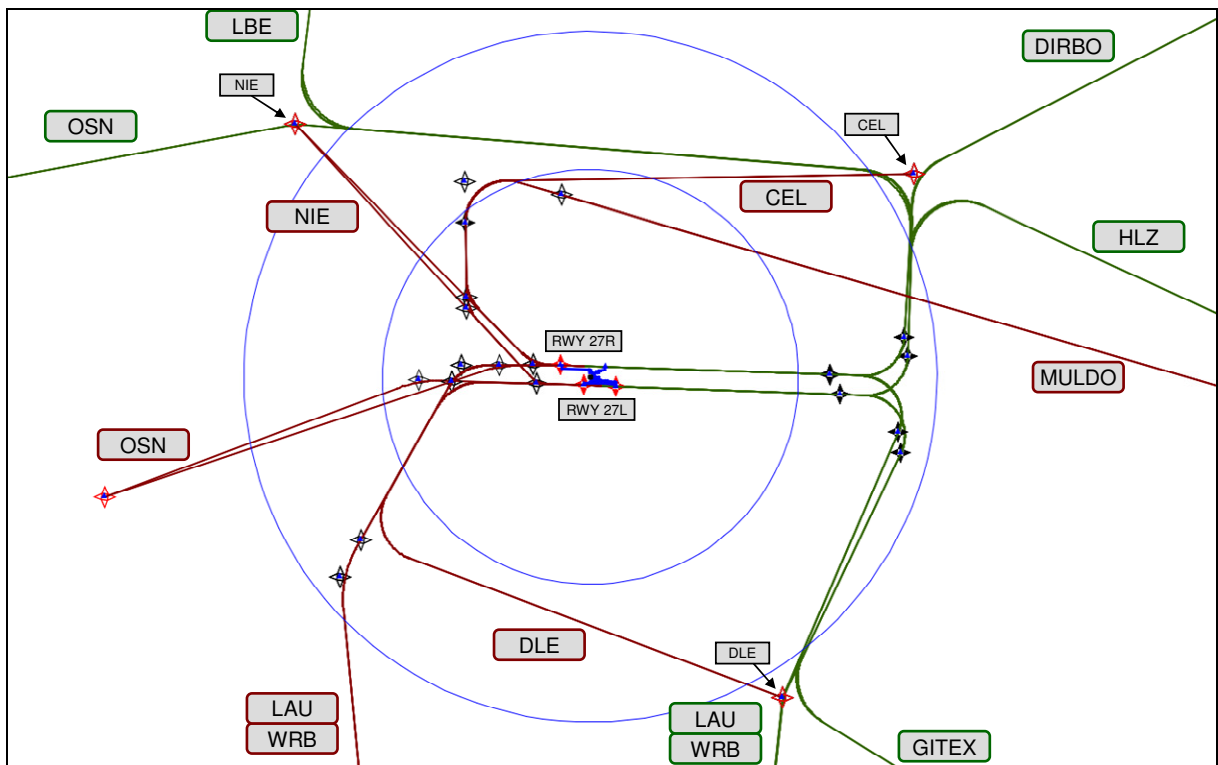 LBE
DIRBO
NIE
OSN
CEL
NIE
CEL
HLZ
RWY 27R
MULDO
RWY 27L
OSN
DLE
DLE
LAU
WRB
LAU
WRB
GITEX